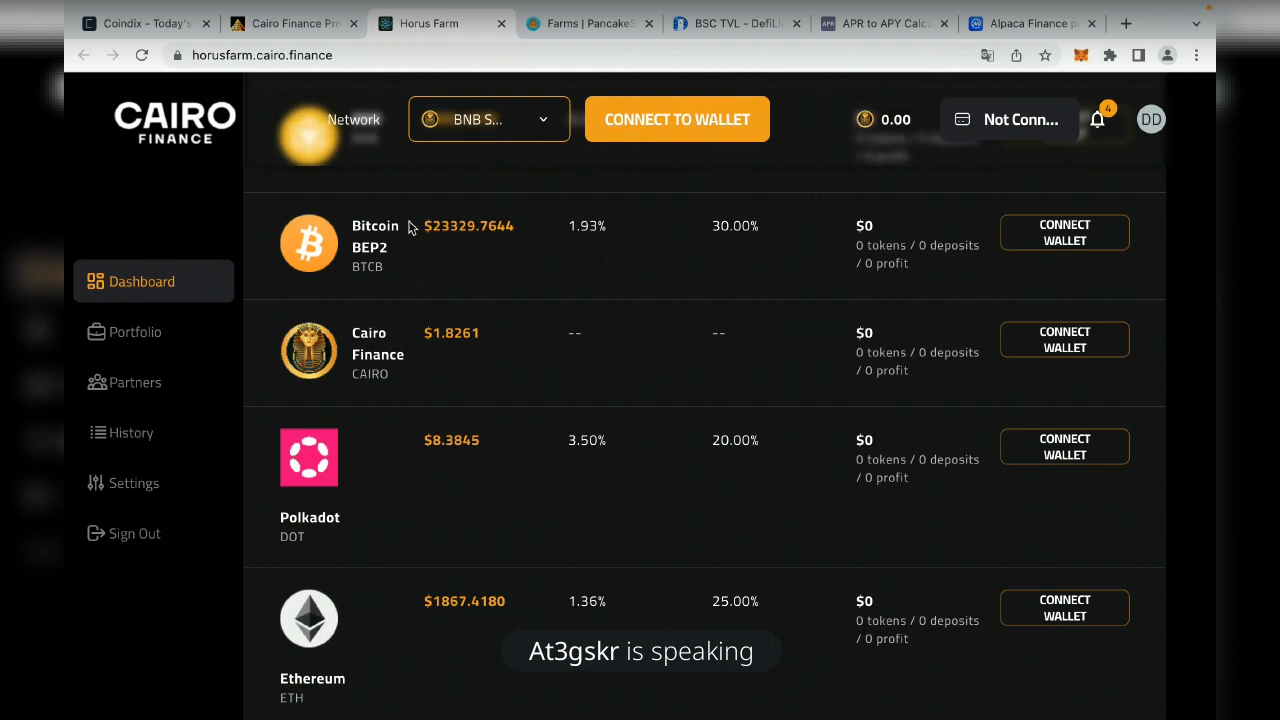 Coindix - Today's
Cairo Finance Pro
Horus Farm
Farms | PancakeS
BSC TVL - DefiLl
APR to APY Calcu
Alpaca Finance p
horusfarm.cairo.finance
CAIRO
FINANCE
Network
BNB S...
CONNECT TO WALLET
0.00
Not Conn...
4
DD
Dashboard
Portfolio
Partners
History
Settings
Sign Out
Bitcoin
BEP2
BTCB
$23329.7644
1.93%
30.00%
$0
0 tokens / 0 deposits
/ 0 profit
CONNECT
WALLET
Cairo
Finance
CAIRO
$1.8261
--
--
$0
0 tokens / 0 deposits
/ 0 profit
CONNECT
WALLET
Polkadot
DOT
$8.3845
3.50%
20.00%
$0
0 tokens / 0 deposits
/ 0 profit
CONNECT
WALLET
Ethereum
ETH
$1867.4180
1.36%
25.00%
$0
0 tokens / 0 deposits
/ 0 profit
CONNECT
WALLET
At3gskr is speaking